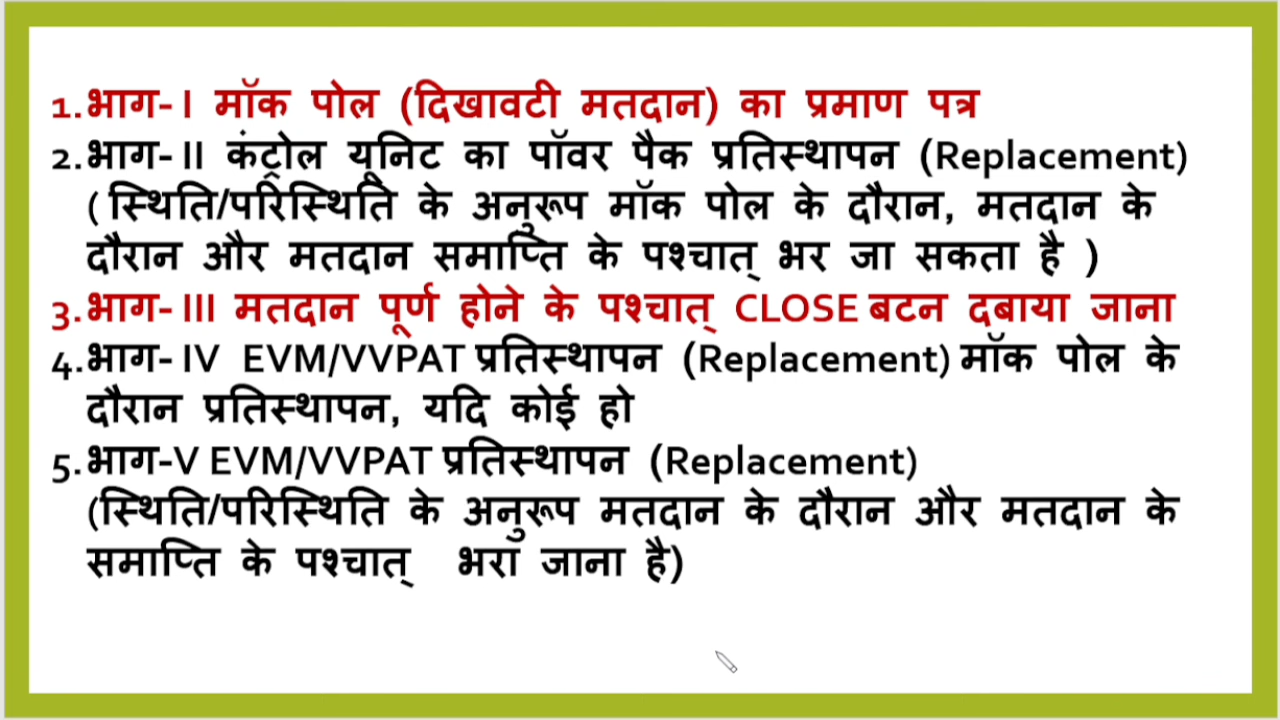 1.भाग- I मॉक पोल (दिखावटी मतदान) का प्रमाण पत्र
2.भाग- II कंट्रोल यूनिट का पॉवर पैक प्रतिस्थापन (Replacement)
( स्थिति/परिस्थिति के अनुरूप मॉक पोल के दौरान, मतदान के
दौरान और मतदान समाप्ति के पश्चात् भर जा सकता है )
3.भाग- III मतदान पूर्ण होने के पश्चात् CLOSE बटन दबाया जाना
4.भाग- IV EVM/VVPAT प्रतिस्थापन (Replacement) मॉक पोल के
दौरान प्रतिस्थापन, यदि कोई हो
5.भाग-V EVM/VVPAT प्रतिस्थापन (Replacement)
(स्थिति/परिस्थिति के अनुरूप मतदान के दौरान और मतदान के
समाप्ति के पश्चात् भरा जाना है)